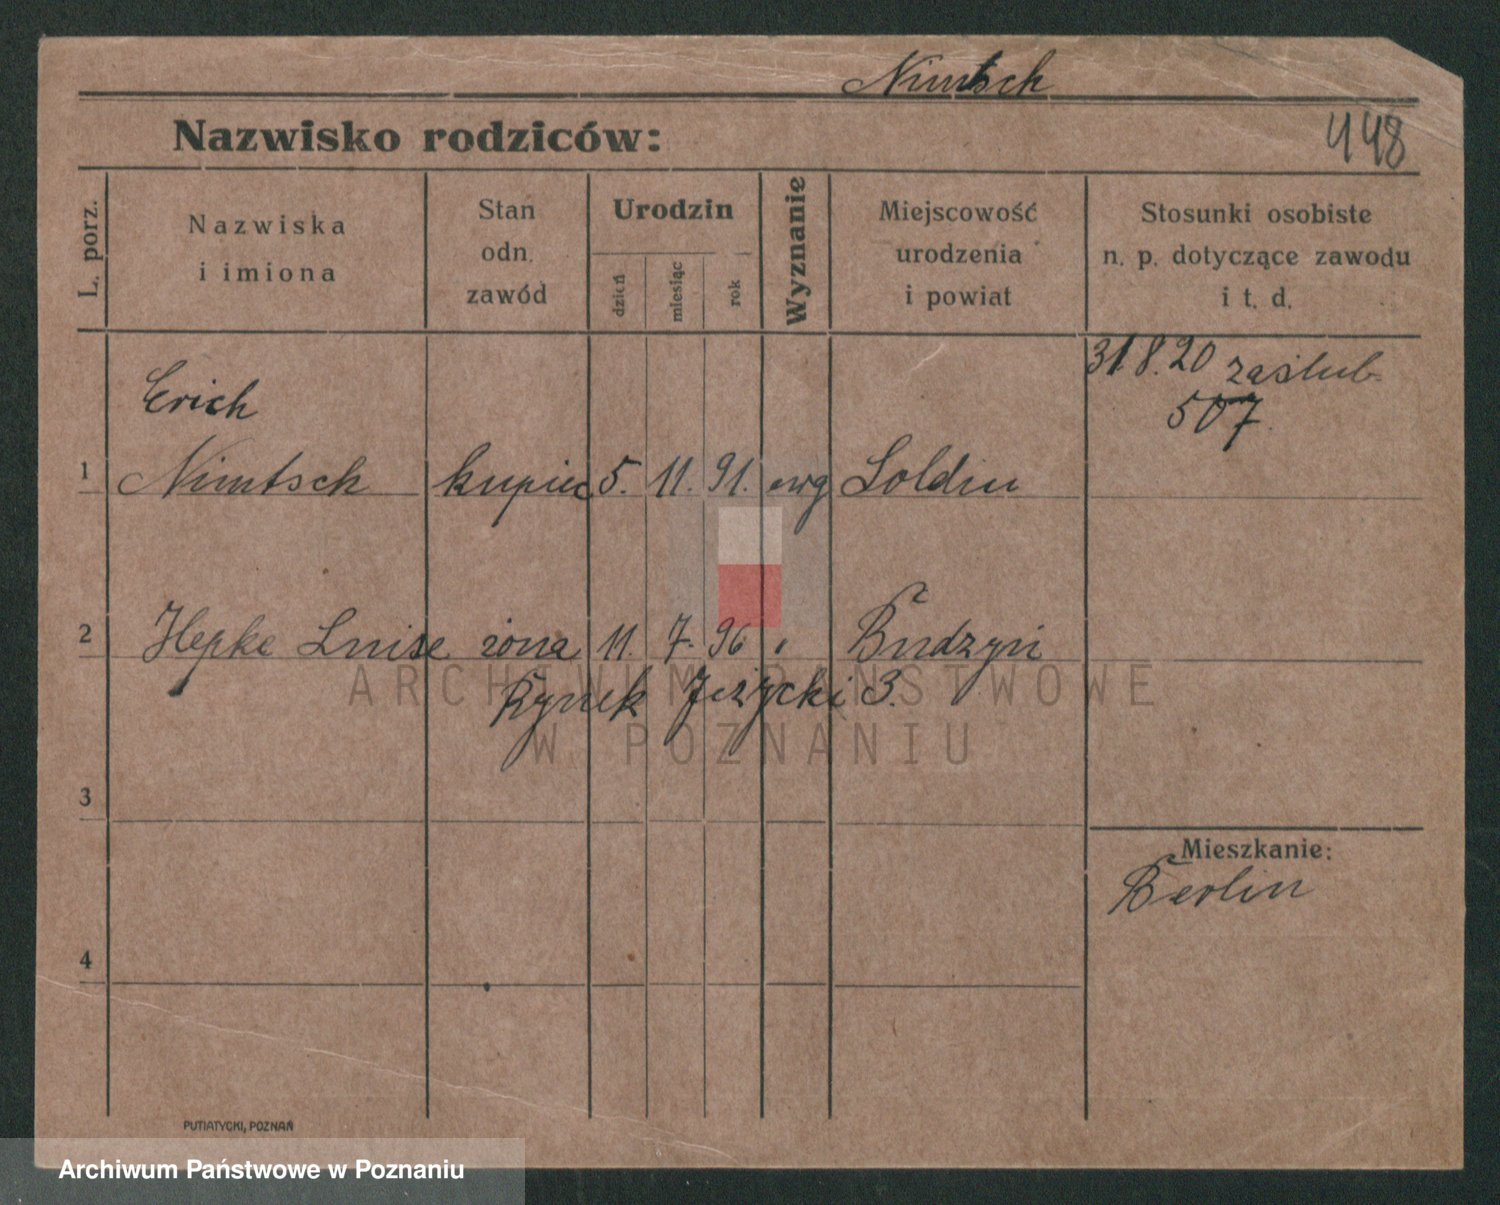 Nimtsch
Nazwisko rodziców:
448
L. porz.
Nazwiska
i imiona
Stan
odn.
zawód
Urodzin
dzień
miesiąc
rok
Wyznanie
Miejscowość
urodzenia
i powiat
Stosunki osobiste
n. p. dotyczące zawodu
i t. d.
31 8. 20 zaślub.
507.
Erich
1 Nimtsch kupiec 5. 11. 91. ewg Soldin
2 Hepke Luise żona 11. 7. 96 " Budzyń
Rynek Jeżycki 3.
ARCHIWUM PAŃSTWOWE
W POZNANIU
3
Mieszkanie:
Berlin
4
PUTIATYCKI, POZNAŃ
Archiwum Państwowe w Poznaniu